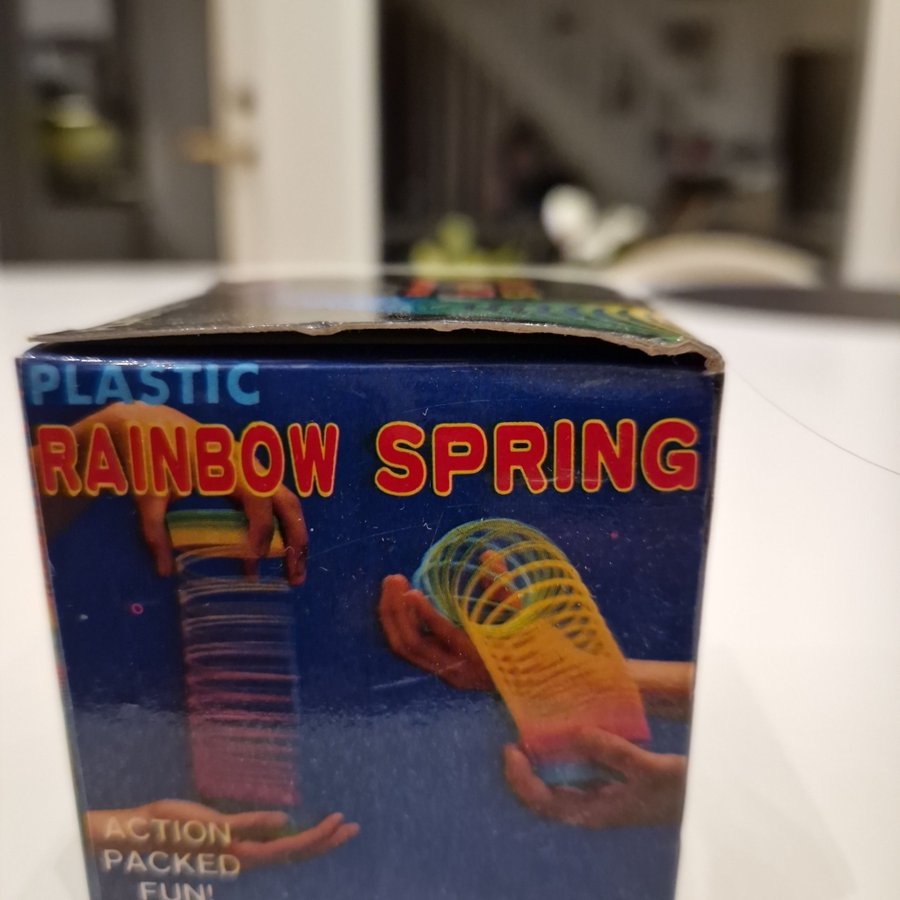 PLASTIC
RAINBOW SPRING
ACTION
PACKED
FUN!